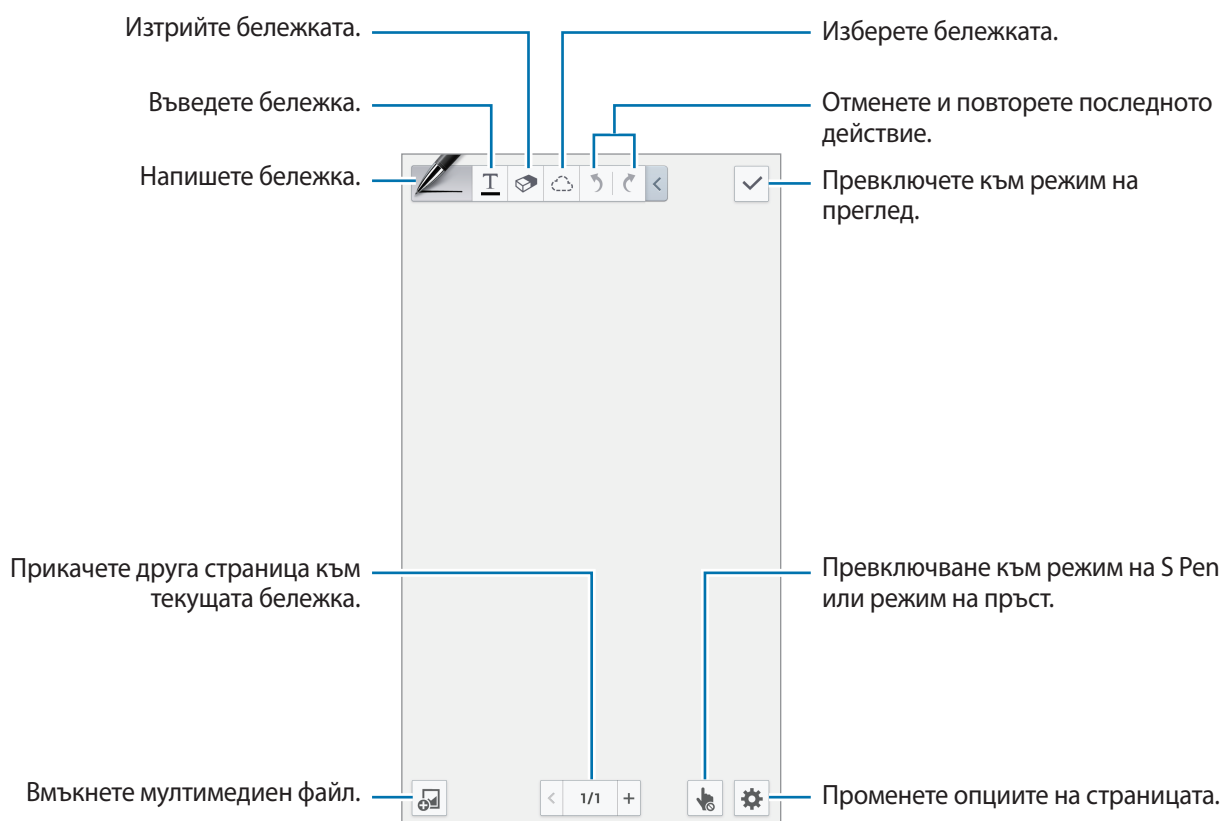 Изтрийте бележката.
Въведете бележка.
Напишете бележка.
Изберете бележката.
Отменете и повторете последното
действие.
Превключете към режим на
преглед.
T
Прикачете друга страница към
текущата бележка.
Превключване към режим на S Pen
или режим на пръст.
Вмъкнете мултимедиен файл.
1/1
Променете опциите на страницата.